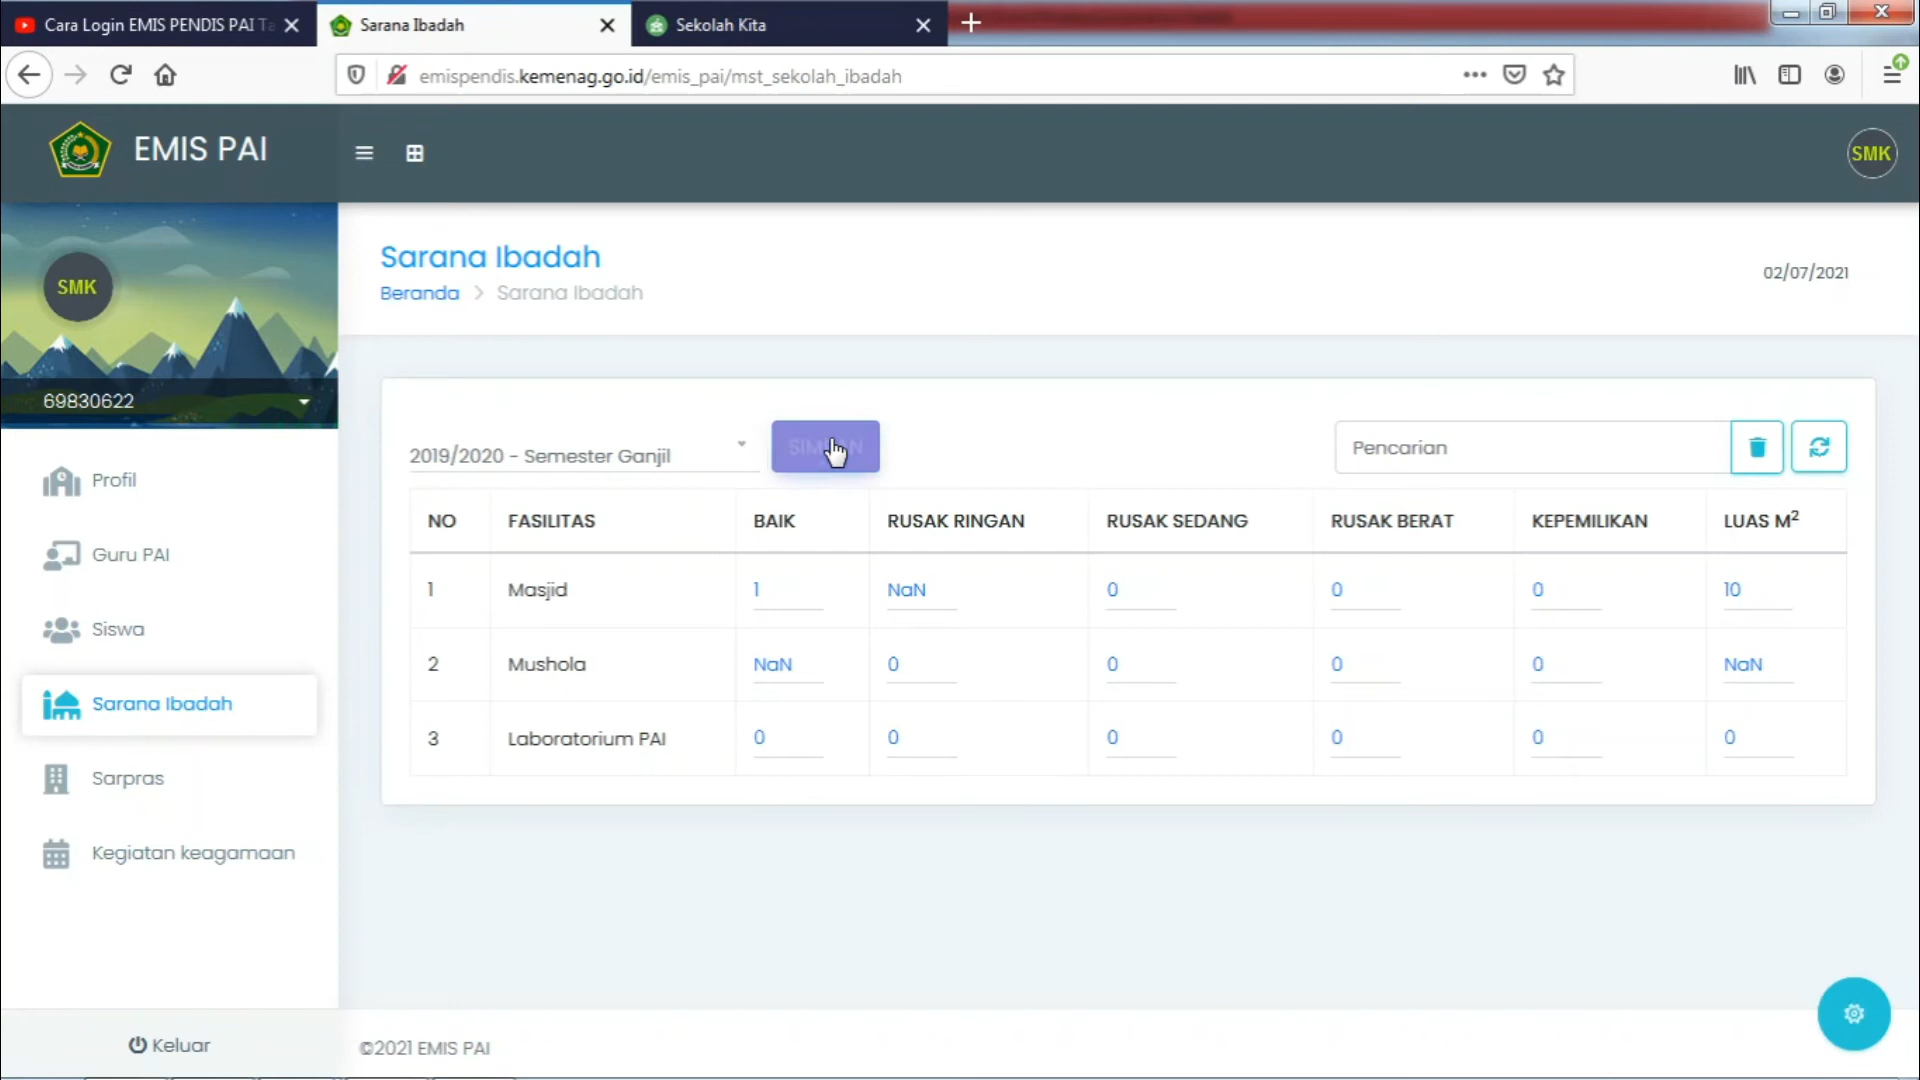 Cara Login EMIS PENDIS PAI Ta
Sarana Ibadah
Sekolah Kita
emispendis.kemenag.go.id/emis_pai/mst_sekolah_ibadah
EMIS PAI
SMK
SMK
69830622
Profil
Guru PAI
Siswa
Sarana Ibadah
Sarpras
Kegiatan keagamaan
Keluar
Sarana Ibadah
Beranda > Sarana Ibadah
02/07/2021
2019/2020 - Semester Ganjil
Pencarian
NO FASILITAS BAIK RUSAK RINGAN RUSAK SEDANG RUSAK BERAT KEPEMILIKAN LUAS M²
1 Masjid 1 NaN 0 0 0 10
2 Mushola NaN 0 0 0 0 NaN
3 Laboratorium PAI 0 0 0 0 0 0
©2021 EMIS PAI